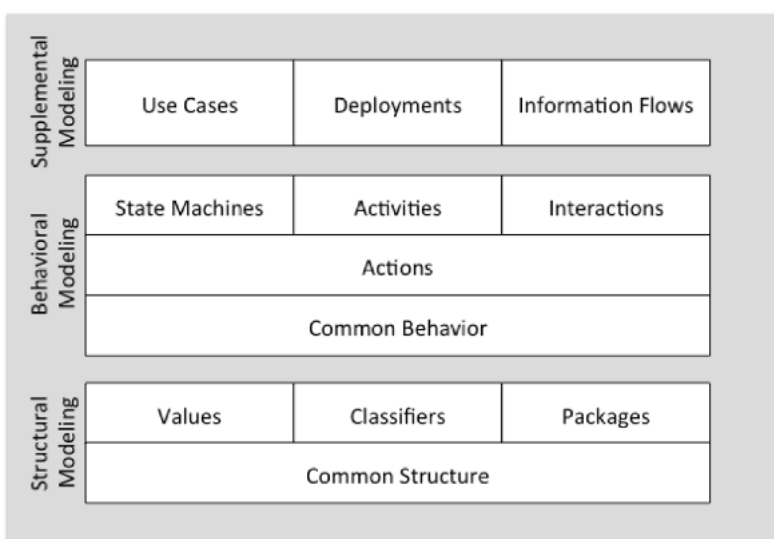 Supplemental
Modeling
Use Cases
Deployments
Information Flows
Behavioral
Modeling
State Machines
Activities
Interactions
Actions
Common Behavior
Structural
Modeling
Values
Classifiers
Packages
Common Structure